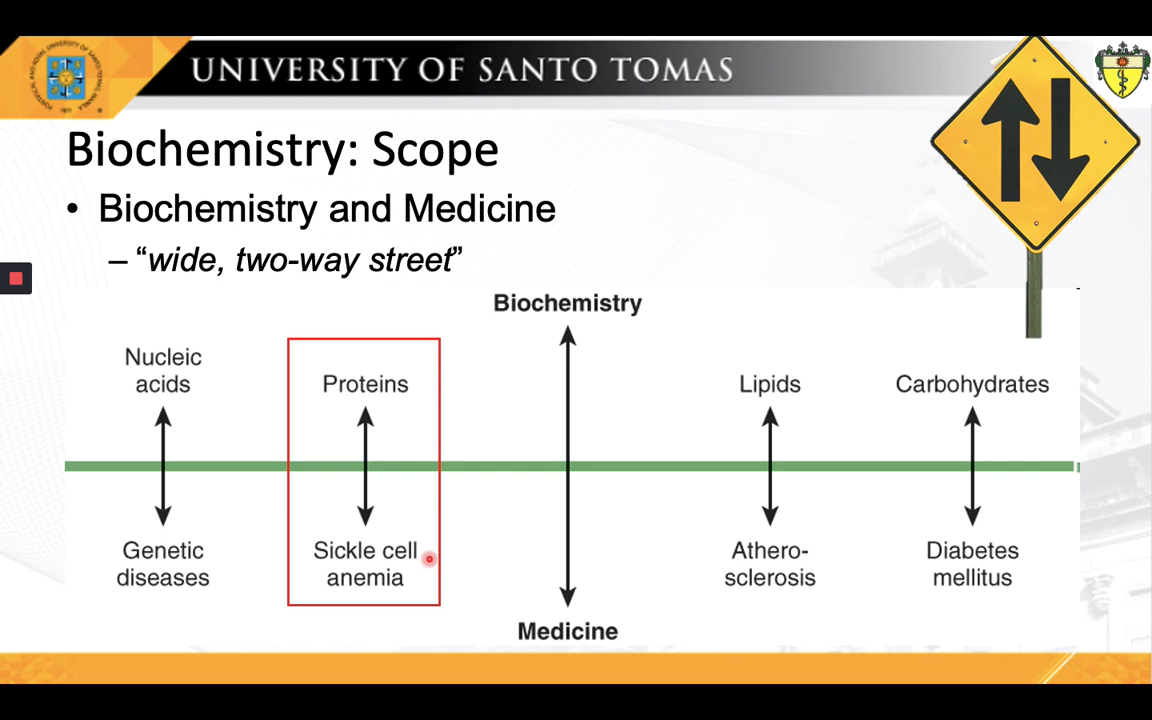 UNIVERSITY OF SANTO TOMAS
Biochemistry: Scope
• Biochemistry and Medicine
– “wide, two-way street”
Biochemistry
Nucleic
acids
Proteins
Lipids
Carbohydrates
Genetic
diseases
Sickle cell
anemia
Athero-
sclerosis
Diabetes
mellitus
Medicine